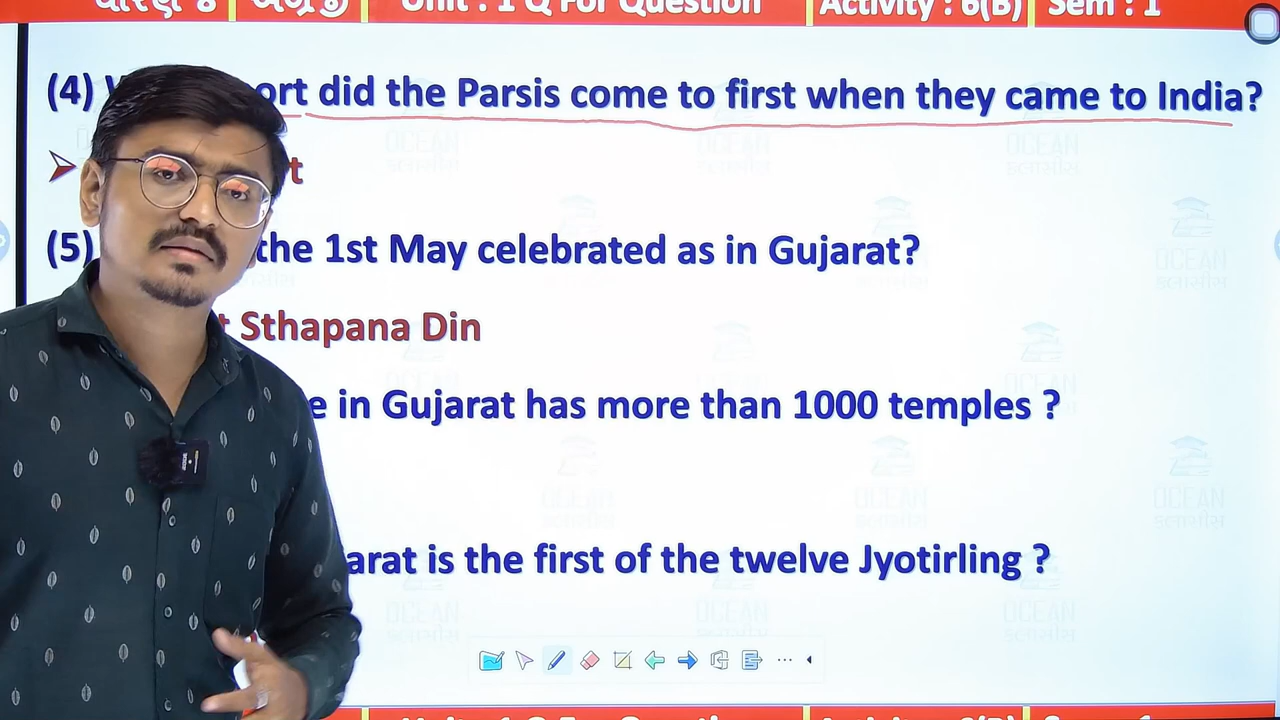 Unit : 1 Q For Question Activity : 6(B) Sem : 1
(4) did the Parsis come to first when they came to India?
(5) the 1st May celebrated as in Gujarat?
Sthapana Din
in Gujarat has more than 1000 temples ?
is the first of the twelve Jyotirling ?
OCEAN
ક્લાસીસ